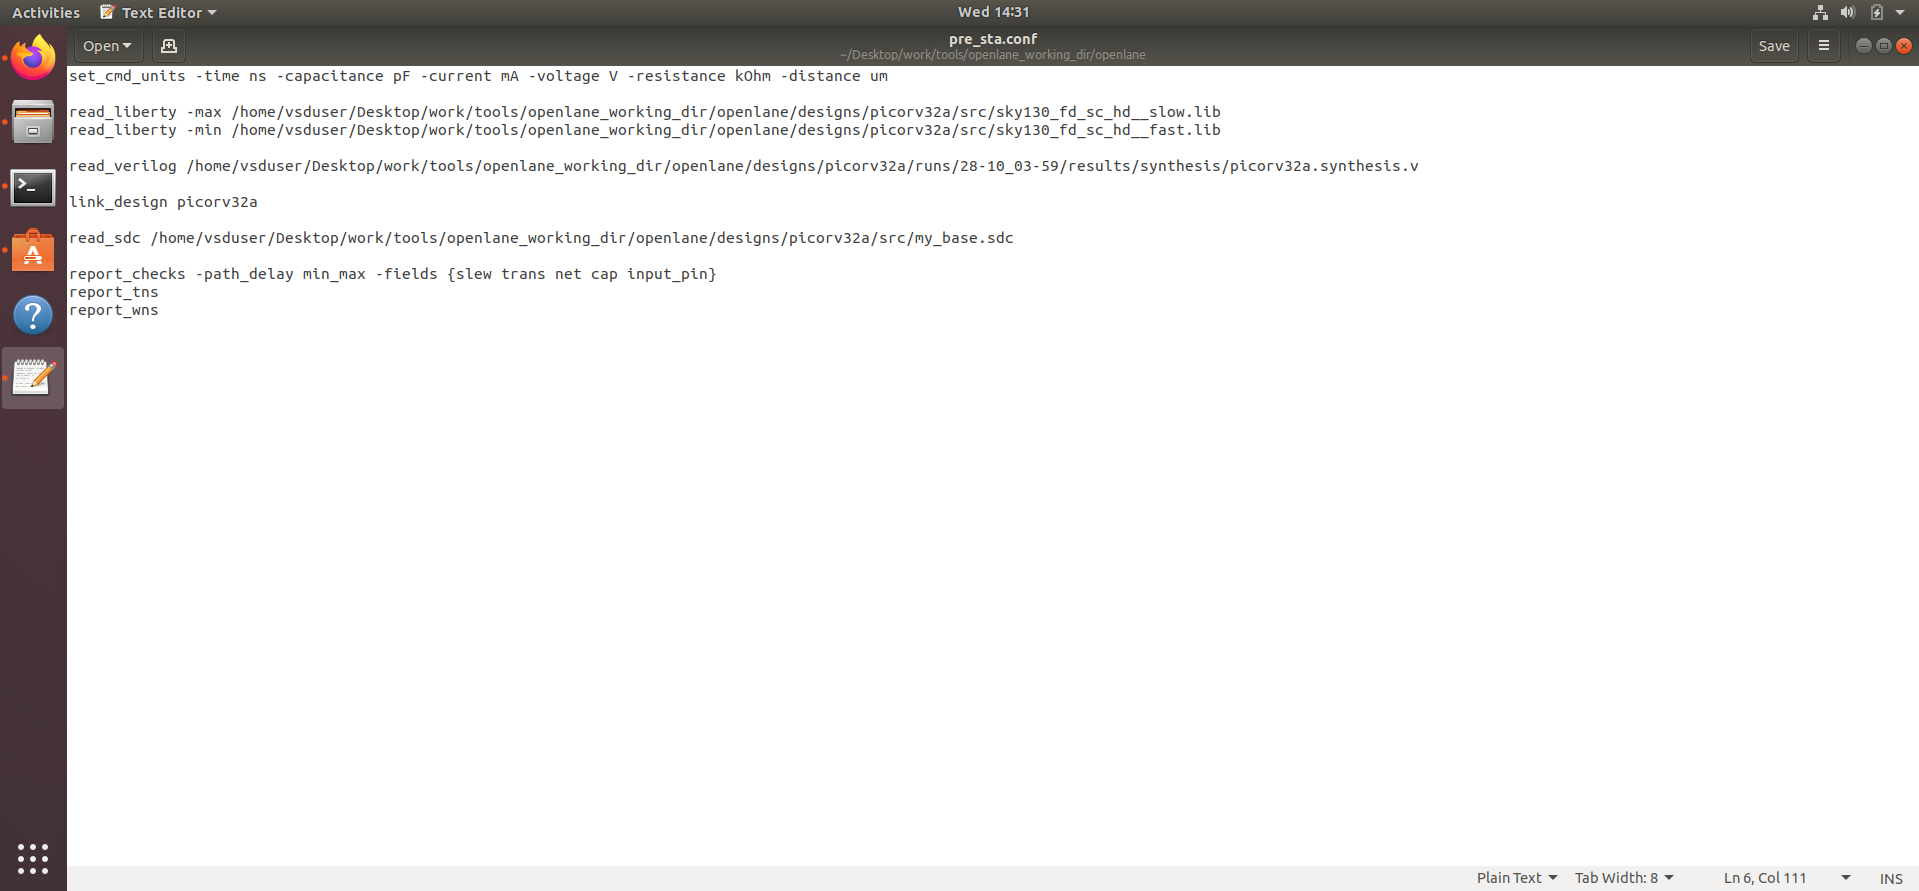 Activities Text Editor Wed 14:31
Open pre_sta.conf Save
~/Desktop/work/tools/openlane_working_dir/openlane
set_cmd_units -time ns -capacitance pF -current mA -voltage V -resistance kOhm -distance um
read_liberty -max /home/vsduser/Desktop/work/tools/openlane_working_dir/openlane/designs/picorv32a/src/sky130_fd_sc_hd__slow.lib
read_liberty -min /home/vsduser/Desktop/work/tools/openlane_working_dir/openlane/designs/picorv32a/src/sky130_fd_sc_hd__fast.lib
read_verilog /home/vsduser/Desktop/work/tools/openlane_working_dir/openlane/designs/picorv32a/runs/28-10_03-59/results/synthesis/picorv32a.synthesis.v
link_design picorv32a
read_sdc /home/vsduser/Desktop/work/tools/openlane_working_dir/openlane/designs/picorv32a/src/my_base.sdc
report_checks -path_delay min_max -fields {slew trans net cap input_pin}
report_tns
report_wns
Plain Text Tab Width: 8 Ln 6, Col 111 INS